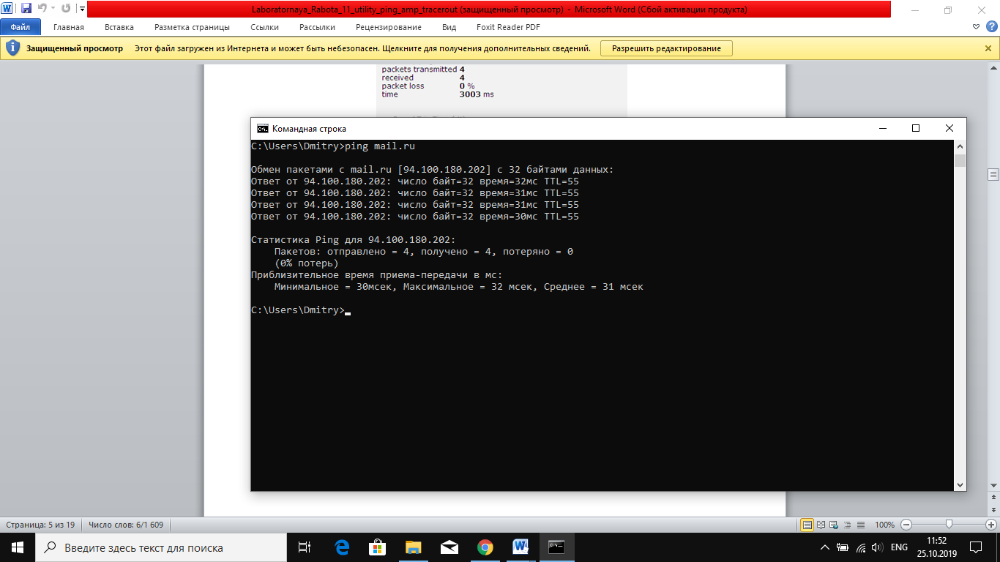 Laboratornaya_Rabota_11_utility_ping_amp_tracerout (защищенный просмотр) - Microsoft Word (Сбой активации продукта)
Файл Главная Вставка Разметка страницы Ссылки Рассылки Рецензирование Вид Foxit Reader PDF
Защищенный просмотр Этот файл загружен из Интернета и может быть небезопасен. Щелкните для получения дополнительных сведений. Разрешить редактирование
packets transmitted 4
received 4
packet loss 0 %
time 3003 ms
Командная строка
C:\Users\Dmitry>ping mail.ru
Обмен пакетами с mail.ru [94.100.180.202] с 32 байтами данных:
Ответ от 94.100.180.202: число байт=32 время=32мс TTL=55
Ответ от 94.100.180.202: число байт=32 время=31мс TTL=55
Ответ от 94.100.180.202: число байт=32 время=31мс TTL=55
Ответ от 94.100.180.202: число байт=32 время=30мс TTL=55
Статистика Ping для 94.100.180.202:
Пакетов: отправлено = 4, получено = 4, потеряно = 0
(0% потерь)
Приблизительное время приема-передачи в мс:
Минимальное = 30мсек, Максимальное = 32 мсек, Среднее = 31 мсек
C:\Users\Dmitry>
Страница: 5 из 19 Число слов: 6/1 609 100%
Введите здесь текст для поиска ENG 11:52
25.10.2019